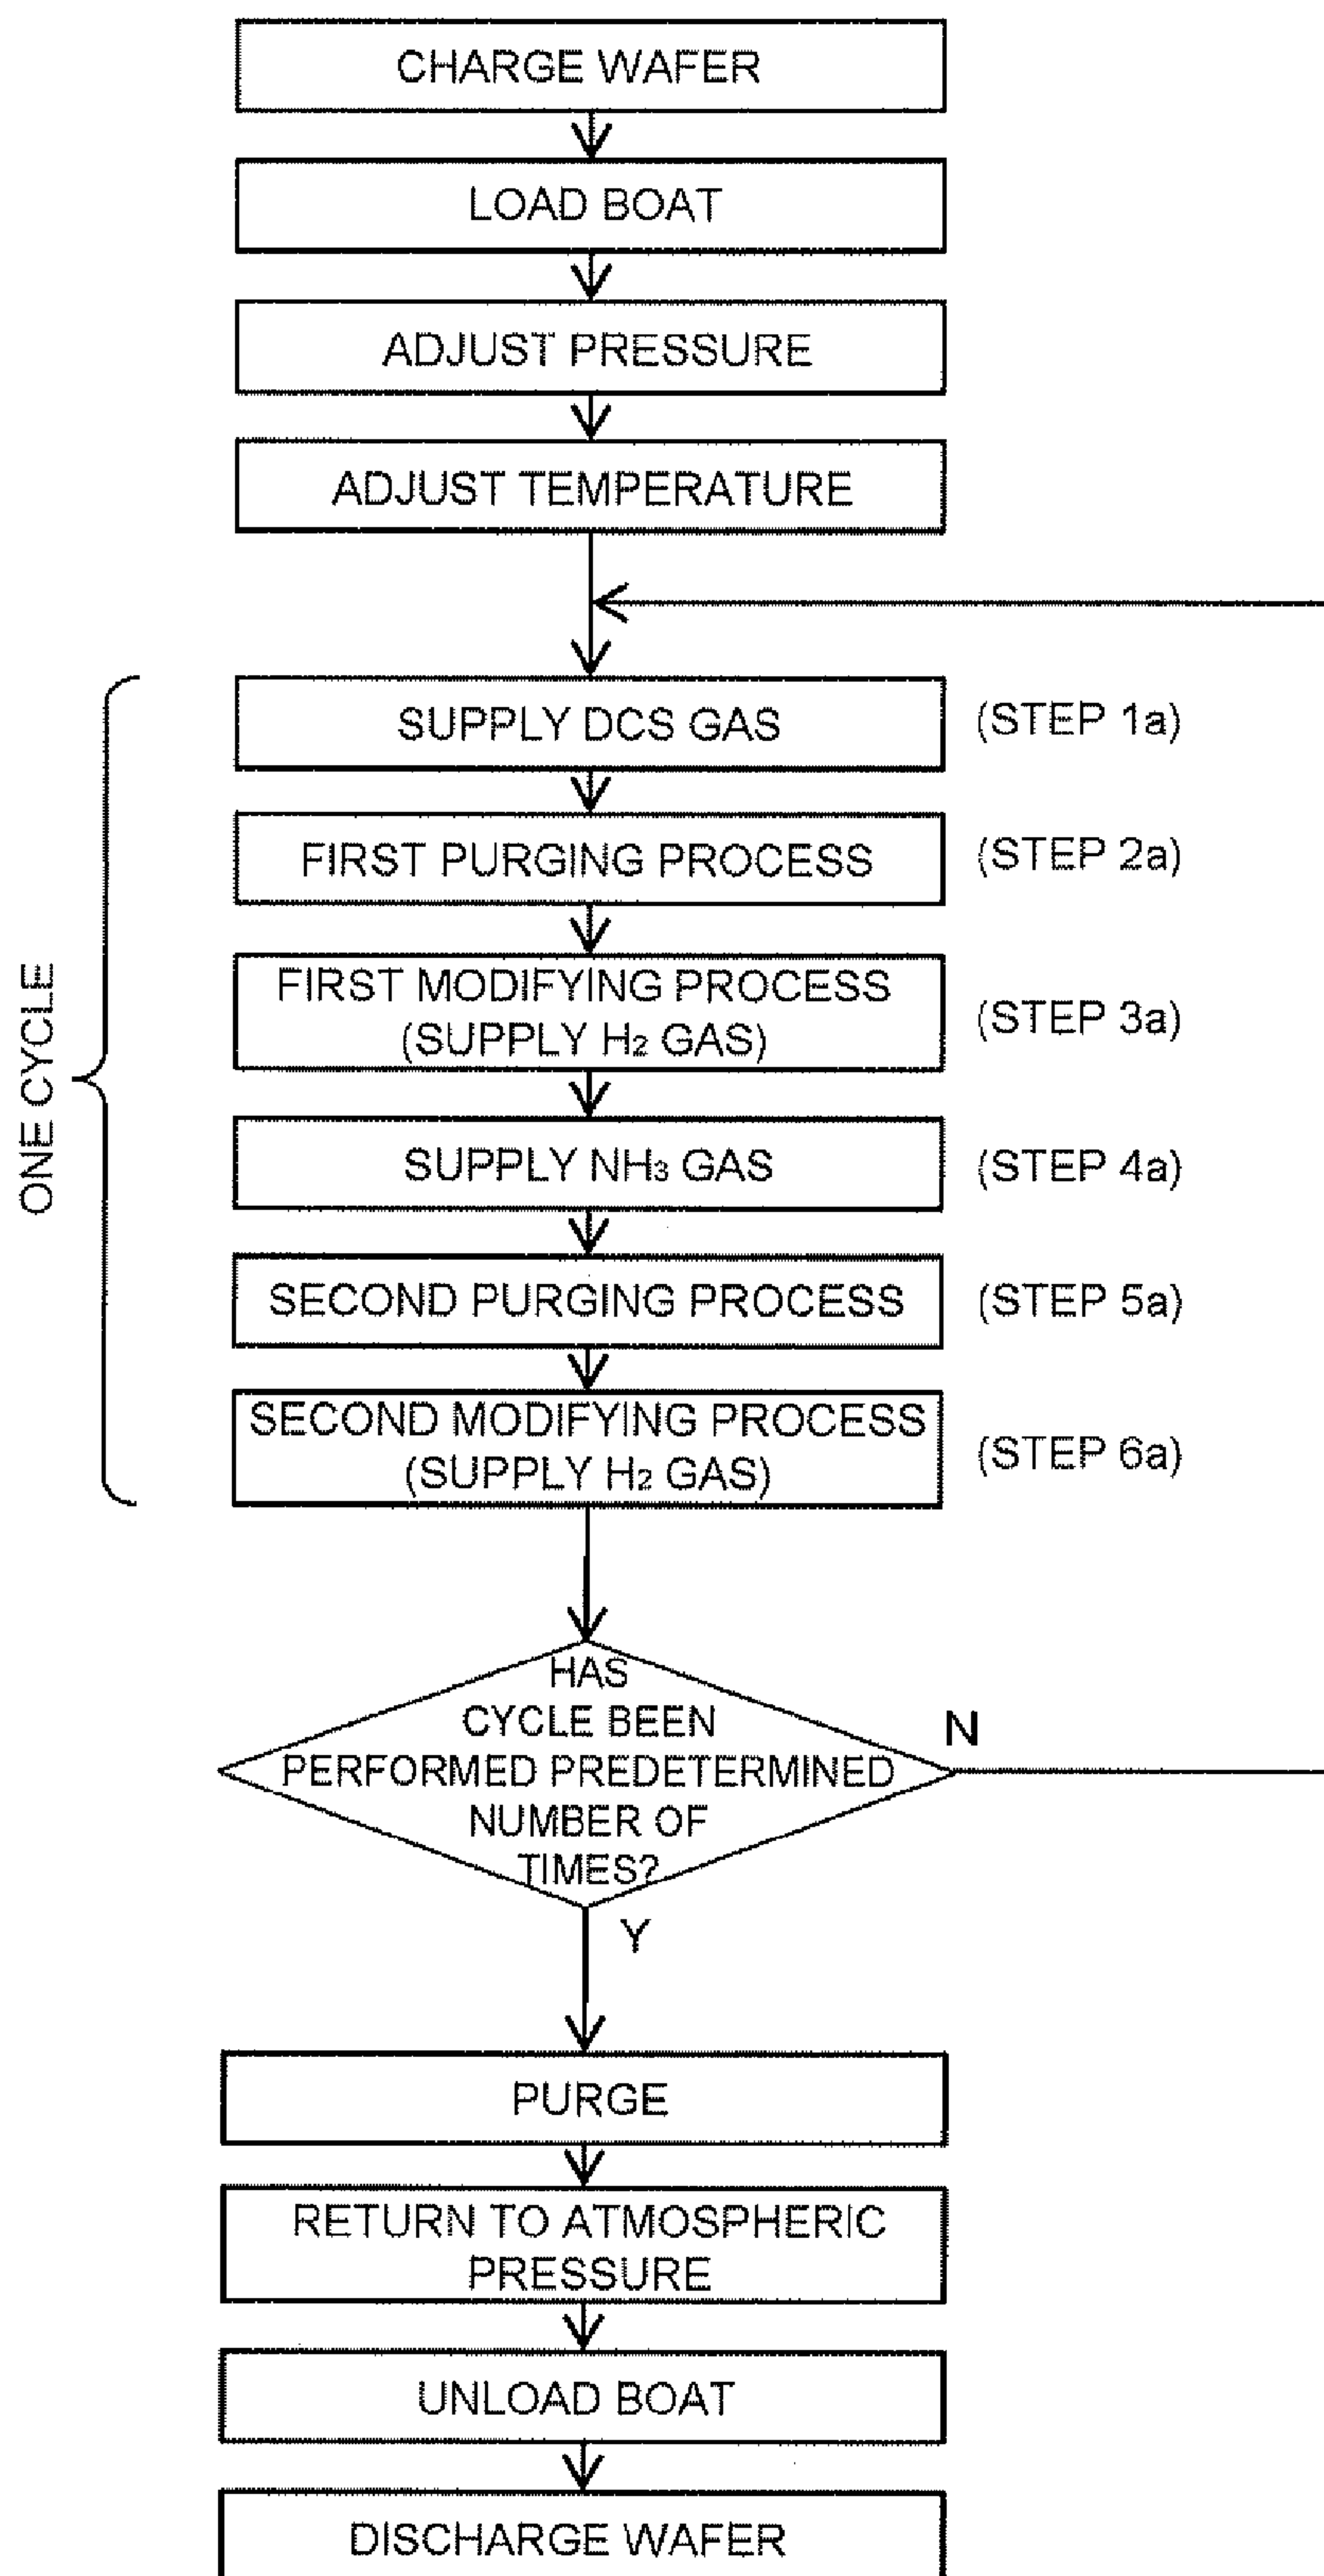 CHARGE WAFER
LOAD BOAT
ADJUST PRESSURE
ADJUST TEMPERATURE
ONE CYCLE
SUPPLY DCS GAS
(STEP 1a)
FIRST PURGING PROCESS
(STEP 2a)
FIRST MODIFYING PROCESS
(SUPPLY H₂ GAS)
(STEP 3a)
SUPPLY NH₃ GAS
(STEP 4a)
SECOND PURGING PROCESS
(STEP 5a)
SECOND MODIFYING PROCESS
(SUPPLY H₂ GAS)
(STEP 6a)
HAS
CYCLE BEEN
PERFORMED PREDETERMINED
NUMBER OF
TIMES?
N
Y
PURGE
RETURN TO ATMOSPHERIC
PRESSURE
UNLOAD BOAT
DISCHARGE WAFER